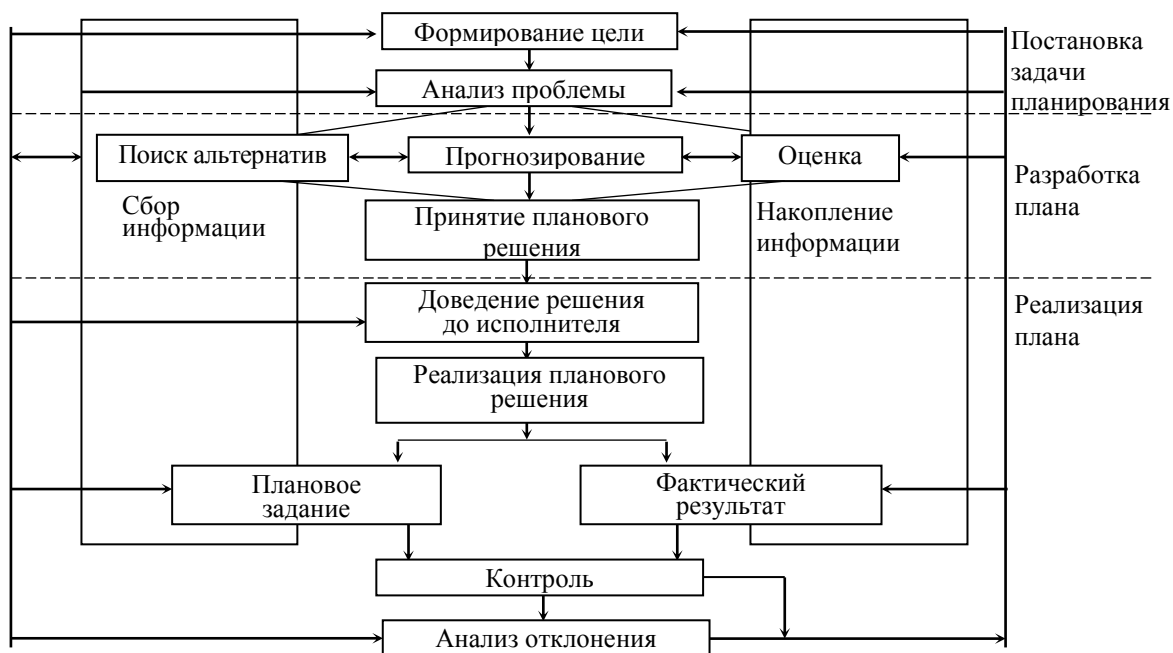 Формирование цели
Постановка
задачи
планирования
Анализ проблемы
Поиск альтернатив
Прогнозирование
Оценка
Разработка
плана
Сбор
информации
Принятие планового
решения
Накопление
информации
Доведение решения
до исполнителя
Реализация
плана
Реализация планового
решения
Плановое
задание
Фактический
результат
Контроль
Анализ отклонения